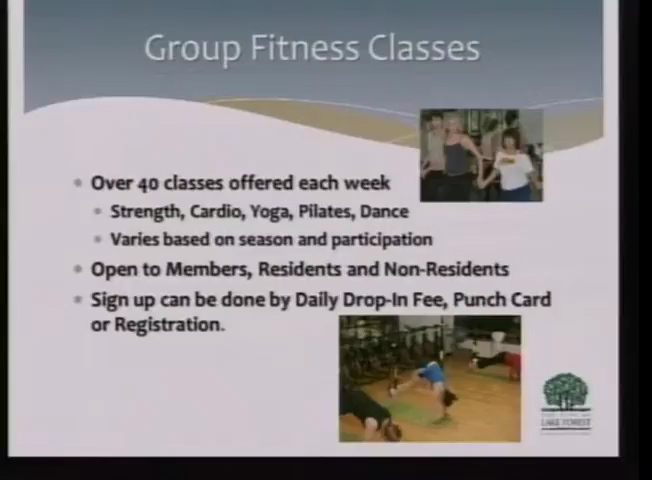 Group Fitness Classes
Over 40 classes offered each week
Strength, Cardio, Yoga, Pilates, Dance
Varies based on season and participation
Open to Members, Residents and Non-Residents
Sign up can be done by Daily Drop-In Fee, Punch Card
or Registration.
LAKE FOREST